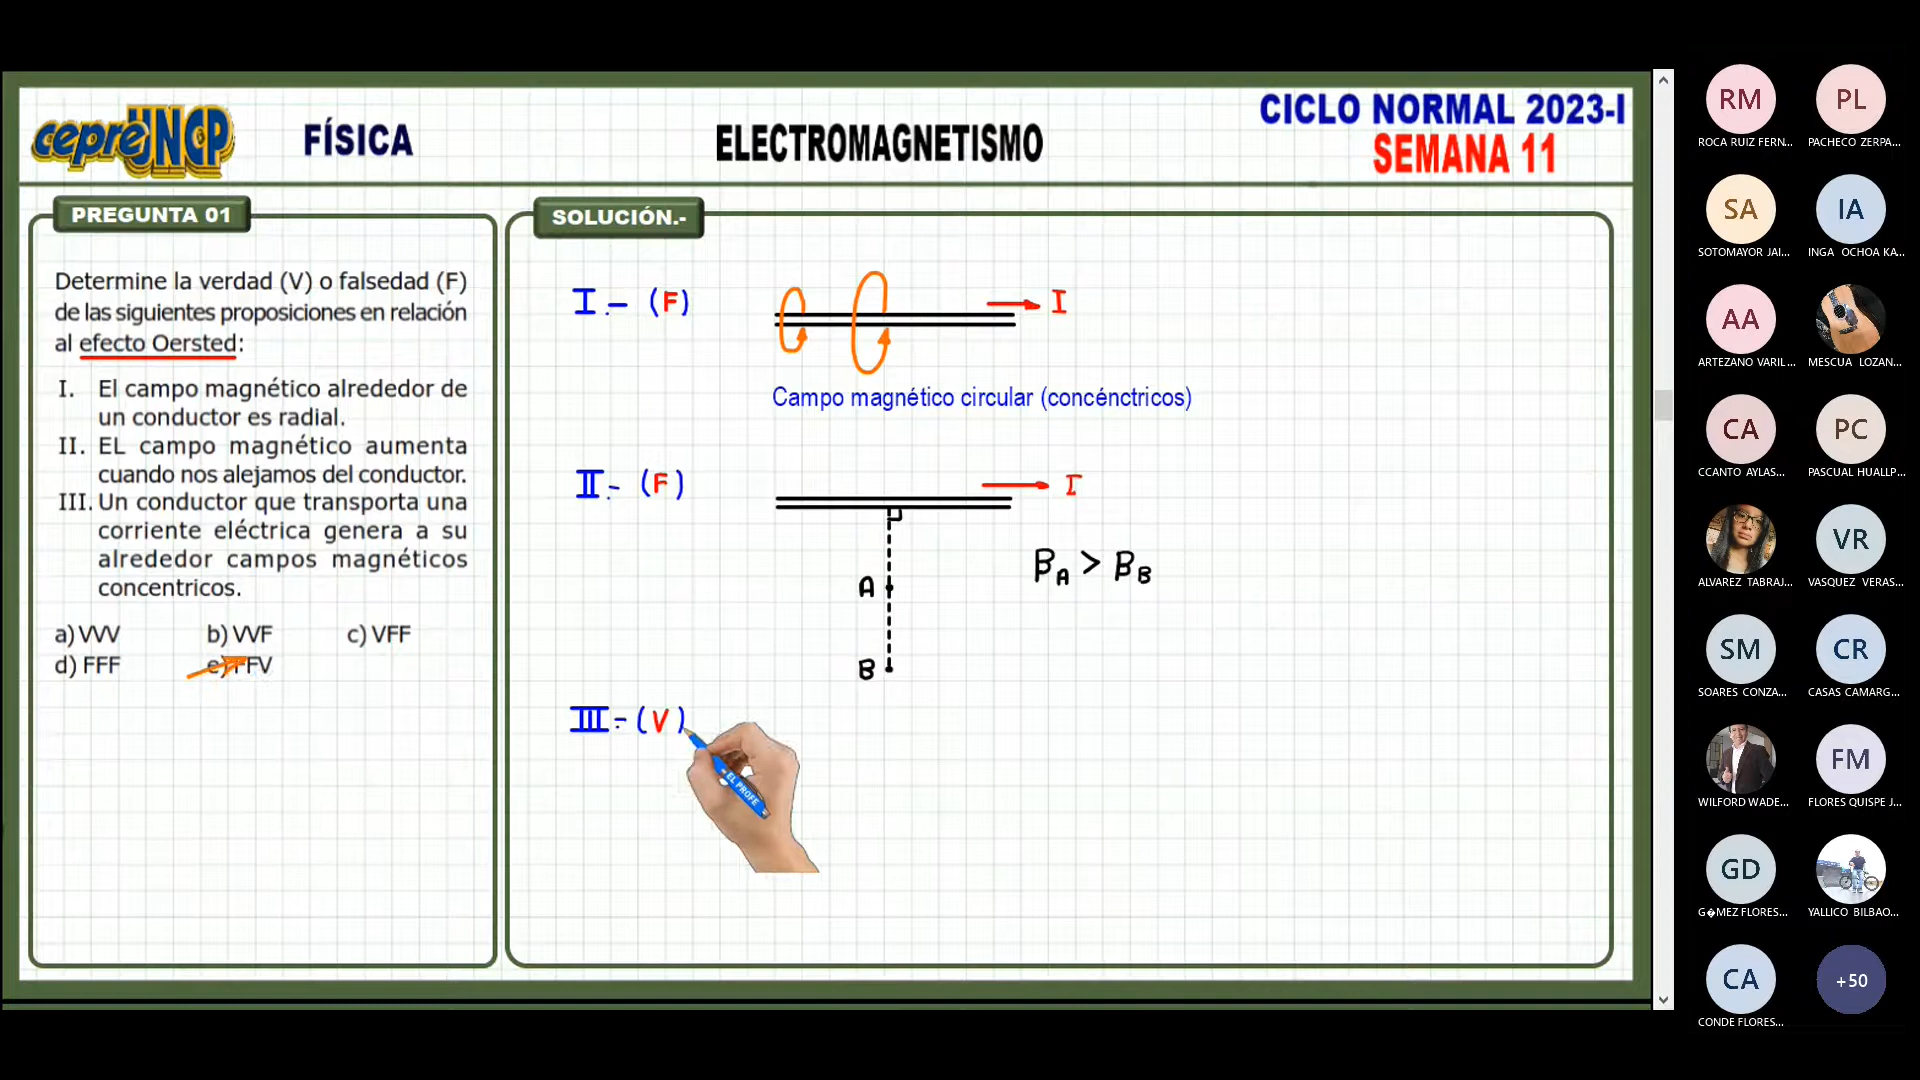 cepreUNCP
FÍSICA
ELECTROMAGNETISMO
CICLO NORMAL 2023-I
SEMANA 11
PREGUNTA 01
Determine la verdad (V) o falsedad (F)
de las siguientes proposiciones en relación
al efecto Oersted:
I. El campo magnético alrededor de
un conductor es radial.
II. EL campo magnético aumenta
cuando nos alejamos del conductor.
III. Un conductor que transporta una
corriente eléctrica genera a su
alrededor campos magnéticos
concentricos.
a) VVV b) VVF c) VFF
d) FFF e) FFV
SOLUCIÓN.-
I.- (F)
I
Campo magnético circular (concénctricos)
II.- (F)
I
A
B
B_A > B_B
III.- (V)
EL PROFE
RM
ROCA RUIZ FERN...
PL
PACHECO ZERPA...
SA
SOTOMAYOR JAI...
IA
INGA OCHOA KA...
AA
ARTEZANO VARIL...
MESCUA LOZAN...
CA
CCANTO AYLAS...
PC
PASCUAL HUALLP...
ALVAREZ TABRAJ...
VR
VASQUEZ VERAS...
SM
SOARES CONZA...
CR
CASAS CAMARG...
WILFORD WADE...
FM
FLORES QUISPE J...
GD
G�MEZ FLORES...
YALLICO BILBAO...
CA
CONDE FLORES...
+50